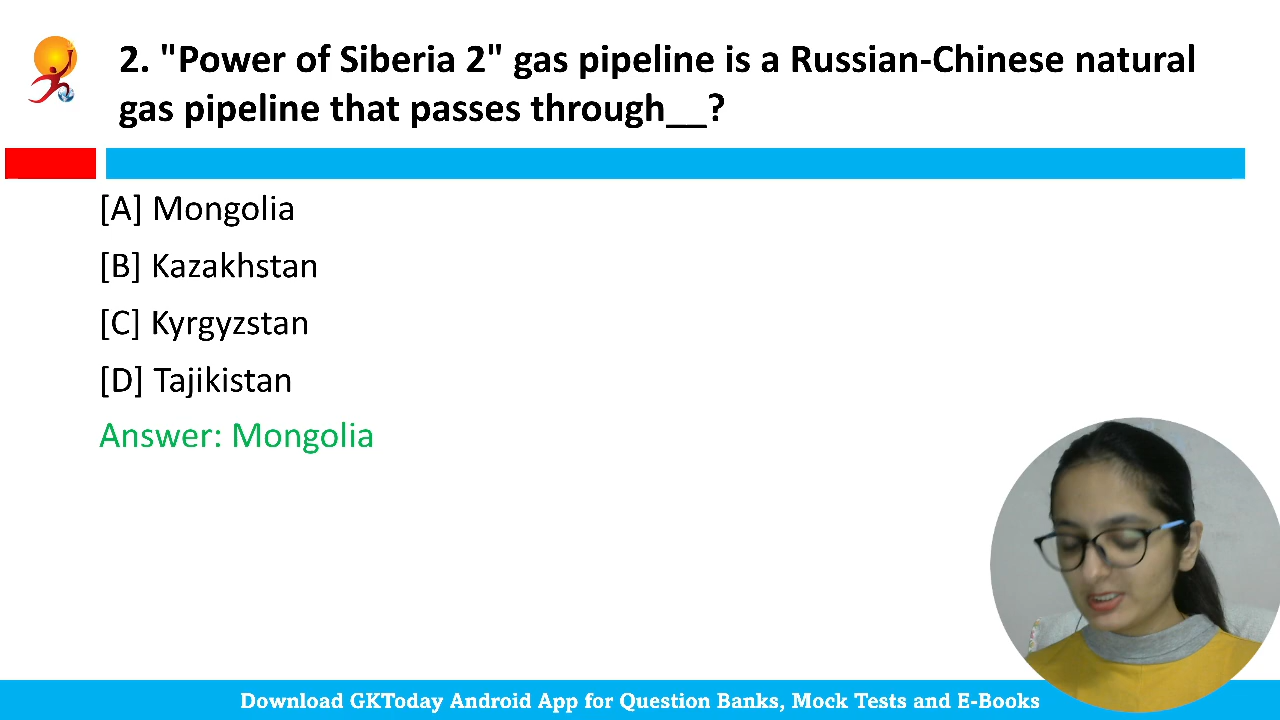 2. "Power of Siberia 2" gas pipeline is a Russian-Chinese natural
gas pipeline that passes through__?
[A] Mongolia
[B] Kazakhstan
[C] Kyrgyzstan
[D] Tajikistan
Answer: Mongolia
Download GKToday Android App for Question Banks, Mock Tests and E-Books